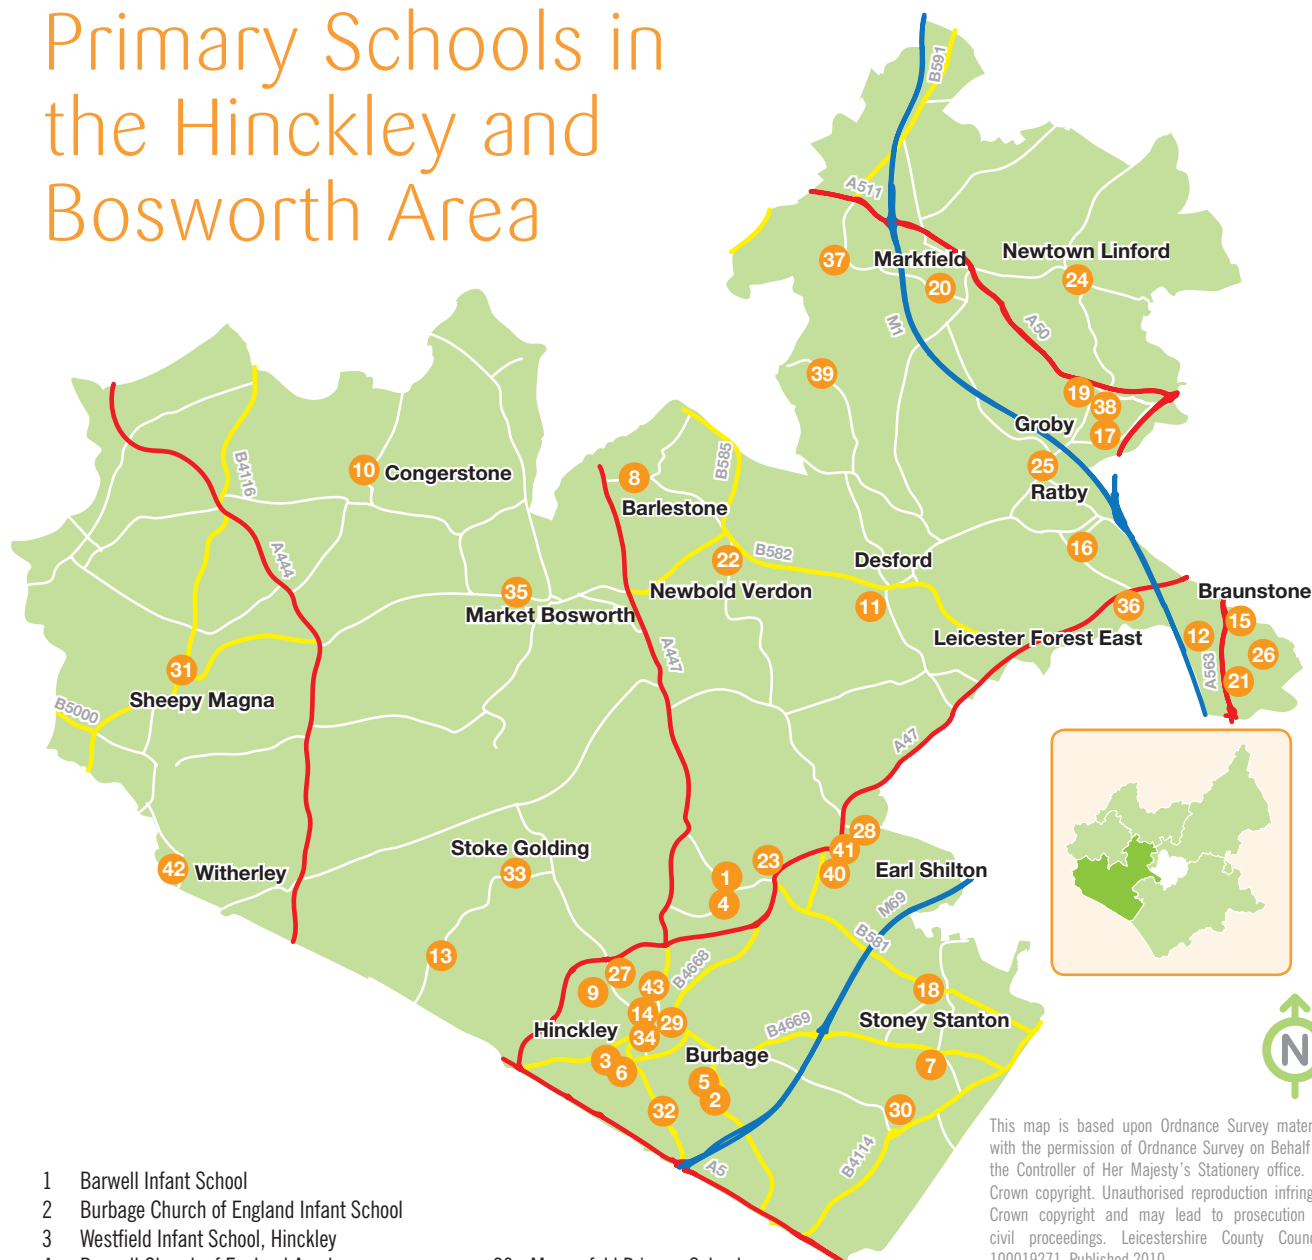 Primary Schools in
the Hinckley and
Bosworth Area
B591
A511
37
Markfield
Newtown Linford
20
24
M1
A50
39
19
38
Groby
17
B4116
10
Congerstone
8
B585
25
Ratby
Barlestone
A444
22
B582
Desford
16
35
Newbold Verdon
Market Bosworth
11
36
Braunstone
15
12
Leicester Forest East
26
A447
31
A563
21
Sheepy Magna
B5000
A47
28
41
Stoke Golding
23
40
Earl Shilton
42
Witherley
33
1
4
M69
B581
13
27
B4668
9
43
18
14
29
Hinckley
34
B4669
Stoney Stanton
3
6
Burbage
7
5
2
32
30
A5
B4114
N
This map is based upon Ordnance Survey mater
with the permission of Ordnance Survey on Behalf
the Controller of Her Majesty's Stationery office.
Crown copyright. Unauthorised reproduction infring
Crown copyright and may lead to prosecution
civil proceedings. Leicestershire County Coun
100019271. Published 2010
1 Barwell Infant School
2 Burbage Church of England Infant School
3 Westfield Infant School, Hinckley